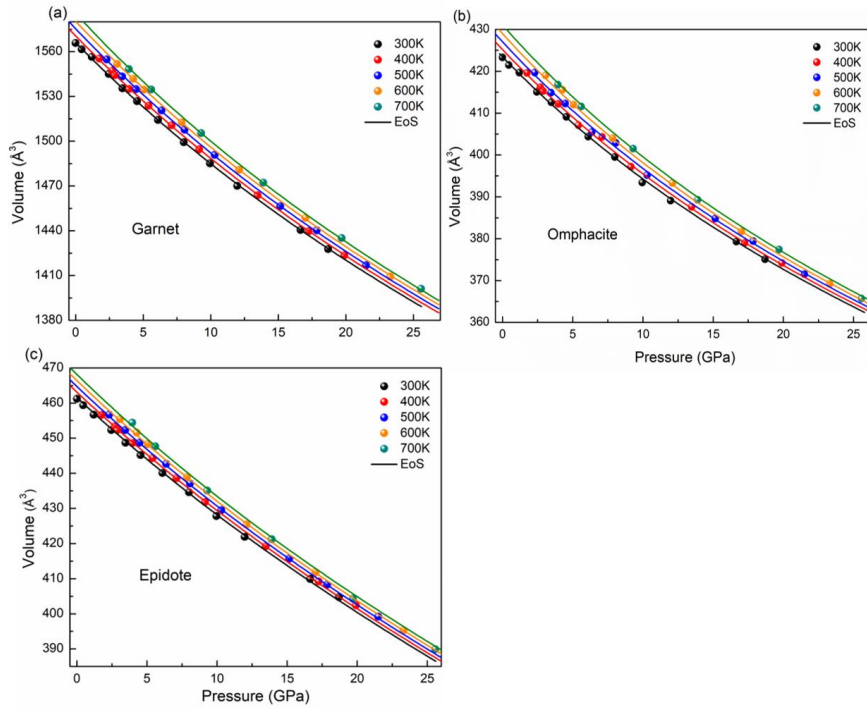 (a)
1560
1530
1500
1470
1440
1410
1380
Volume (Å³)
300K
400K
500K
600K
700K
EoS
Garnet
0 5 10 15 20 25
(b)
430
420
410
400
390
380
370
360
Volume (Å³)
300K
400K
500K
600K
700K
EoS
Omphacite
0 5 10 15 20 25
Pressure (GPa)
(c)
470
460
450
440
430
420
410
400
390
Volume (Å³)
300K
400K
500K
600K
700K
EoS
Epidote
0 5 10 15 20 25
Pressure (GPa)